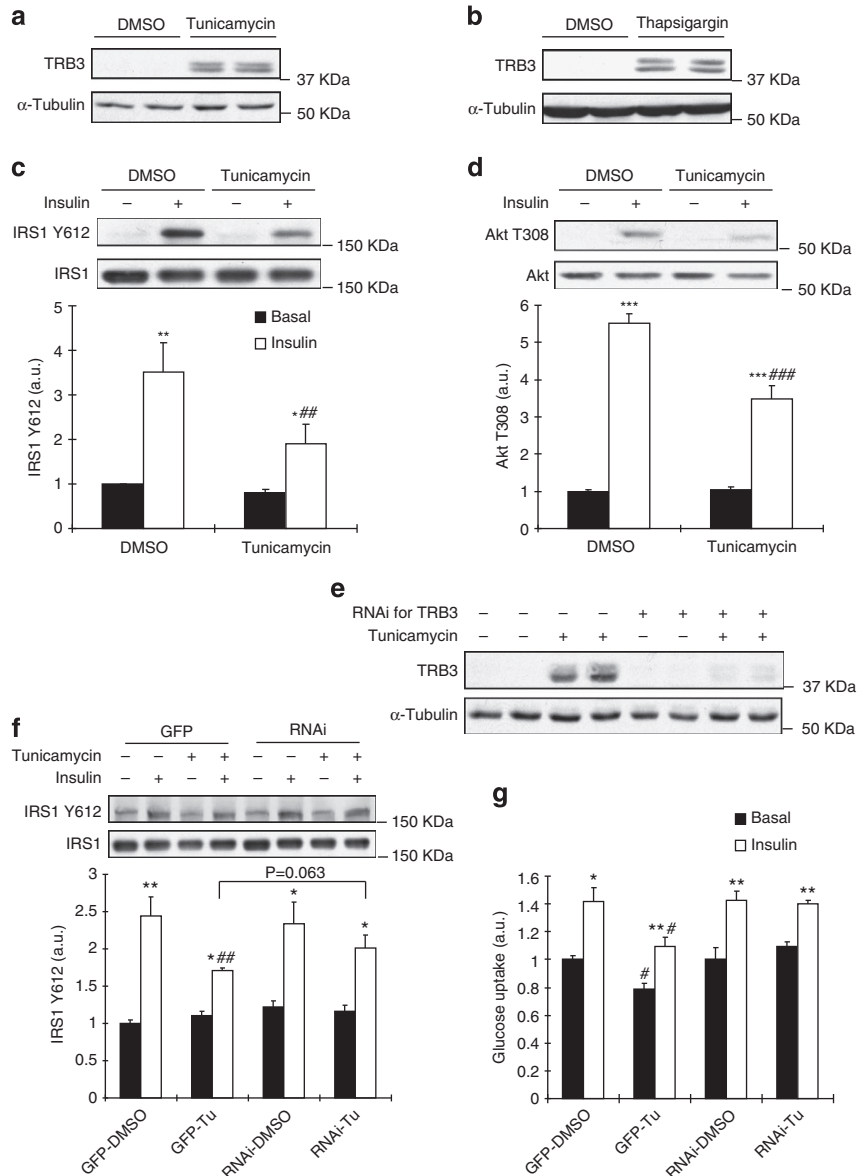 a
DMSO Tunicamycin
TRB3
37 KDa
α-Tubulin
50 KDa
b
DMSO Thapsigargin
TRB3
37 KDa
α-Tubulin
50 KDa
c
DMSO Tunicamycin
Insulin – + – +
IRS1 Y612
150 KDa
IRS1
150 KDa
5
4
3
2
1
0
IRS1 Y612 (a.u.)
Basal
Insulin
**
*##
DMSO Tunicamycin
d
DMSO Tunicamycin
Insulin – + – +
Akt T308
50 KDa
Akt
50 KDa
6
5
4
3
2
1
0
Akt T308 (a.u.)
***
***###
DMSO Tunicamycin
e
RNAi for TRB3 – – – – + + + +
Tunicamycin – – + + – – + +
TRB3
37 KDa
α-Tubulin
50 KDa
f
GFP RNAi
Tunicamycin – – + + – – + +
Insulin – + – + – + – +
IRS1 Y612
150 KDa
IRS1
150 KDa
P=0.063
3
2.5
2
1.5
1
0.5
0
IRS1 Y612 (a.u.)
**
*##
*
*
GFP-DMSO GFP-Tu RNAi-DMSO RNAi-Tu
g
Basal
Insulin
1.6
1.4
1.2
1
0.8
0.6
0.4
0.2
0
Glucose uptake (a.u.)
*
#
**#
**
**
GFP-DMSO GFP-Tu RNAi-DMSO RNAi-Tu